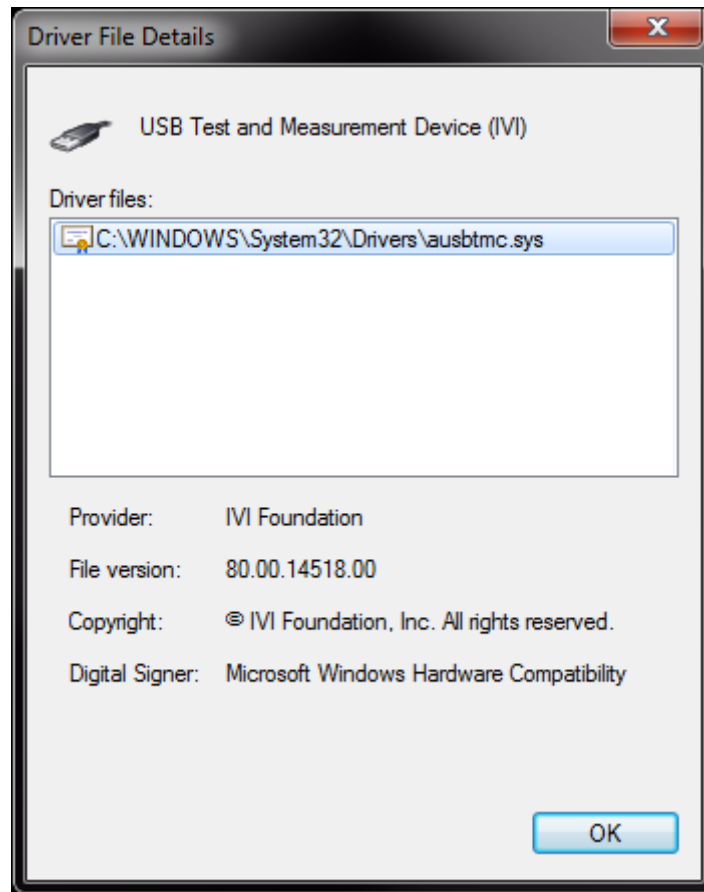 Driver File Details
USB Test and Measurement Device (IVI)
Driver files:
C:\WINDOWS\System32\Drivers\ausbtmc.sys
Provider: IVI Foundation
File version: 80.00.14518.00
Copyright: © IVI Foundation, Inc. All rights reserved.
Digital Signer: Microsoft Windows Hardware Compatibility
OK